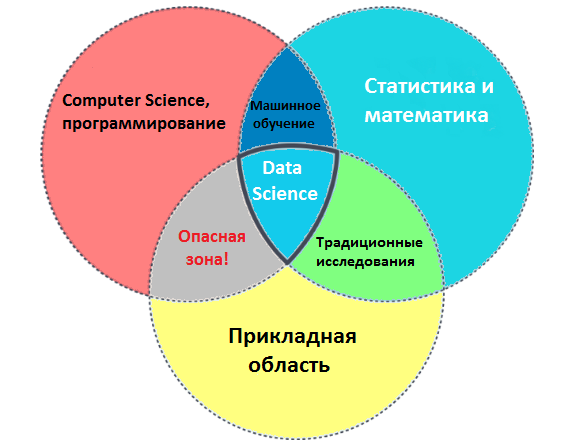 Computer Science,
программирование
Статистика и
математика
Машинное
обучение
Data
Science
Опасная
зона!
Традиционные
исследования
Прикладная
область